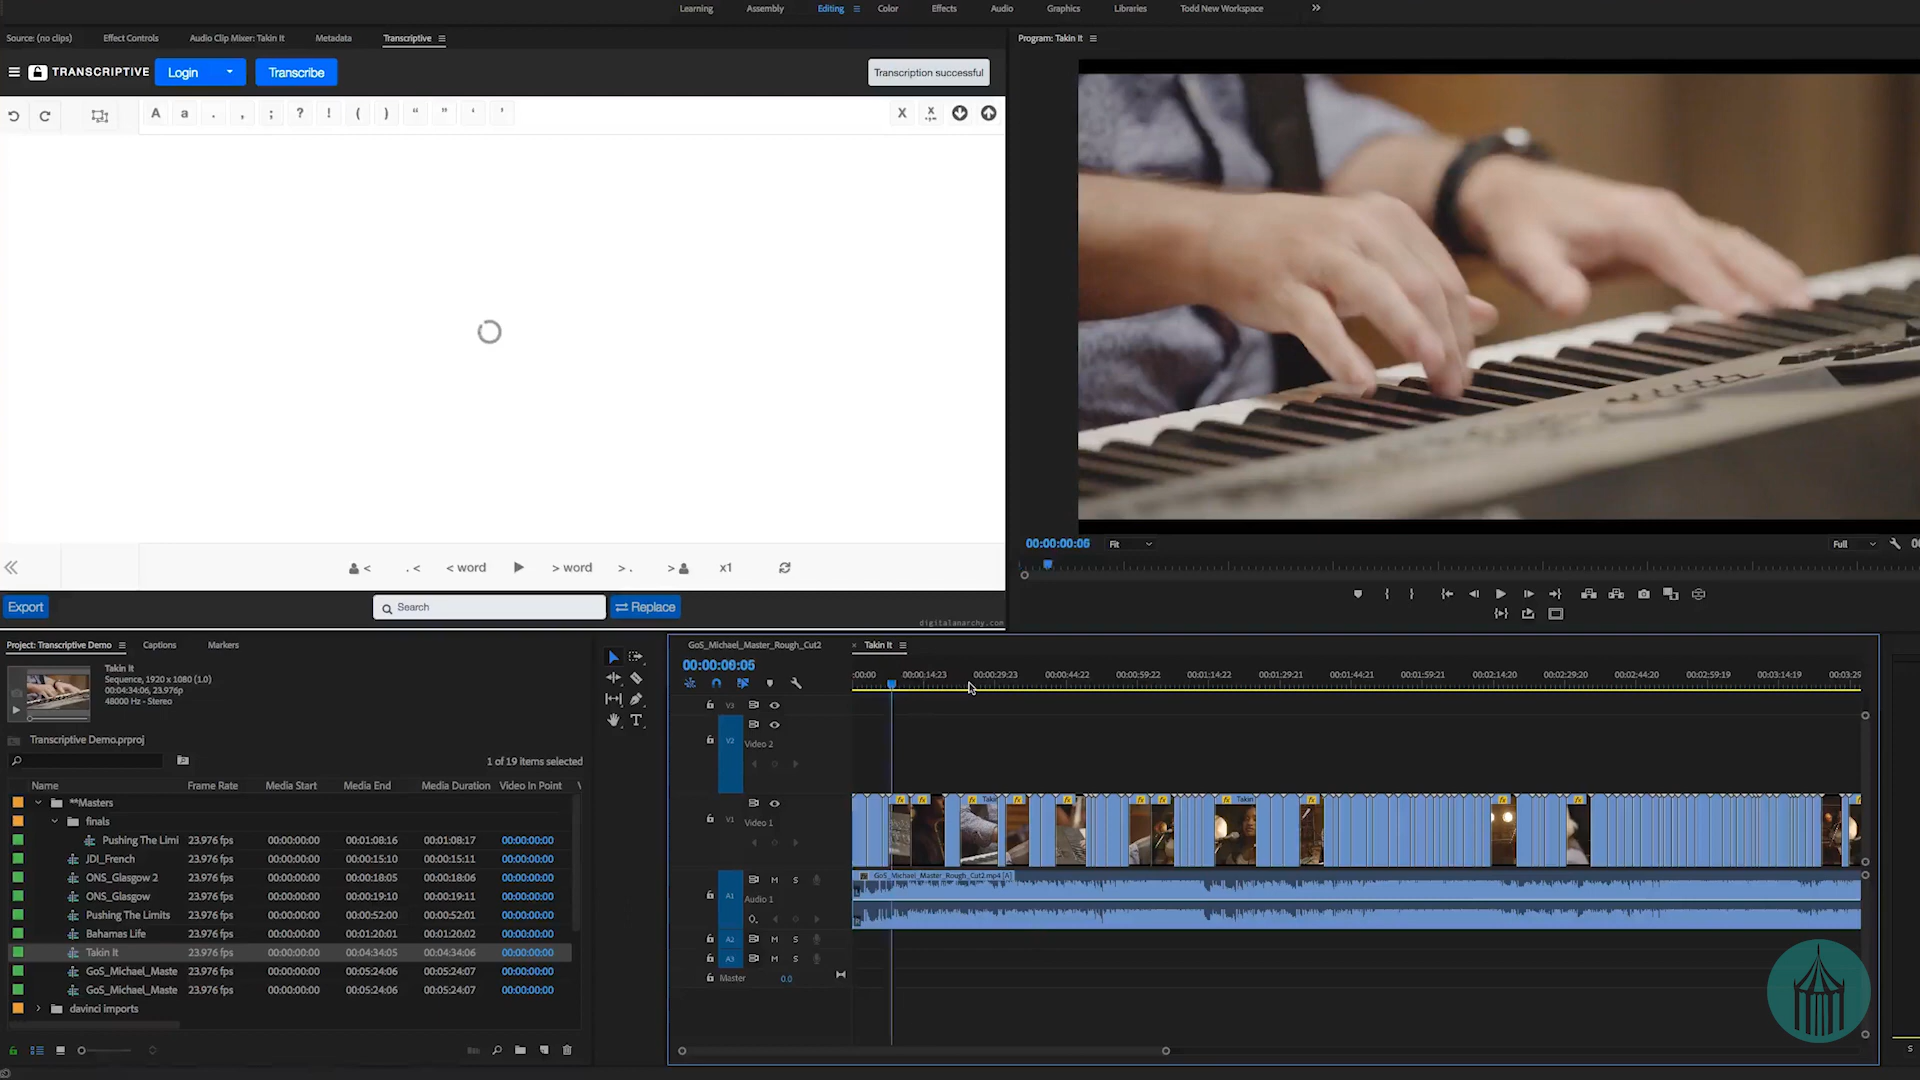 Learning Assembly Editing Color Effects Audio Graphics Libraries Todd New Workspace
Source: (no clips) Effect Controls Audio Clip Mixer: Takin It Metadata Transcriptive
Program: Takin It
TRANSCRIPTIVE Login Transcribe Transcription successful
A a . , ; ? ! ( ) “ ” ‘ ’ X X
. < < word > word > . x1
Export Search Replace
digitalanarchy.com
00:00:00:06 Fit Full 00
Project: Transcriptive Demo Captions Markers
Takin It
Sequence, 1920 x 1080 (1.0)
00:04:34:06, 23.976p
48000 Hz - Stereo
Transcriptive Demo.prproj
1 of 19 items selected
Name Frame Rate Media Start Media End Media Duration Video In Point
**Masters
finals
Pushing The Limi 23.976 fps 00:00:00:00 00:01:08:16 00:01:08:17 00:00:00:00
JDI_French 23.976 fps 00:00:00:00 00:00:15:10 00:00:15:11 00:00:00:00
ONS_Glasgow 2 23.976 fps 00:00:00:00 00:00:18:05 00:00:18:06 00:00:00:00
ONS_Glasgow 23.976 fps 00:00:00:00 00:00:19:10 00:00:19:11 00:00:00:00
Pushing The Limits 23.976 fps 00:00:00:00 00:00:52:00 00:00:52:01 00:00:00:00
Bahamas Life 23.976 fps 00:00:00:00 00:01:20:01 00:01:20:02 00:00:00:00
Takin It 23.976 fps 00:00:00:00 00:04:34:05 00:04:34:06 00:00:00:00
GoS_Michael_Maste 23.976 fps 00:00:00:00 00:05:24:06 00:05:24:07 00:00:00:00
GoS_Michael_Maste 23.976 fps 00:00:00:00 00:05:24:06 00:05:24:07 00:00:00:00
davinci imports
GoS_Michael_Master_Rough_Cut2 Takin It
00:00:06:05
:00:00 00:00:14:23 00:00:29:23 00:00:44:22 00:00:59:22 00:01:14:22 00:01:29:21 00:01:44:21 00:01:59:21 00:02:14:20 00:02:29:20 00:02:44:20 00:02:59:19 00:03:14:19 00:03:29
V3
V2 Video 2
V1 Video 1
GoS_Michael_Master_Rough_Cut2.mp4 [A]
A1 M S
Audio 1
A2 M S
A3 M S
Master 0.0
S